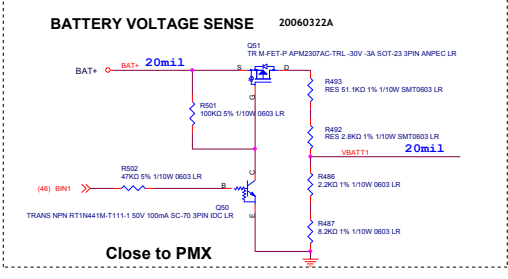 BATTERY VOLTAGE SENSE 20060322A
Q51
TR M-FET-P APM2307AC-TRL -30V -3A SOT-23 3PIN ANPEC LR
BAT+ BAT+ 20mil S D
G
R493
RES 51.1KΩ 1% 1/10W SMT0603 LR
R501
100KΩ 5% 1/10W 0603 LR
R492
RES 2.8KΩ 1% 1/10W SMT0603 LR
VBATT1 20mil
R502
47KΩ 5% 1/10W 0603 LR
C
R486
2.2KΩ 1% 1/10W 0603 LR
(46) BIN1 B
Q50
TRANS NPN RT1N441M-T111-1 50V 100mA SC-70 3PIN IDC LR
E
R487
8.2KΩ 1% 1/10W 0603 LR
Close to PMX